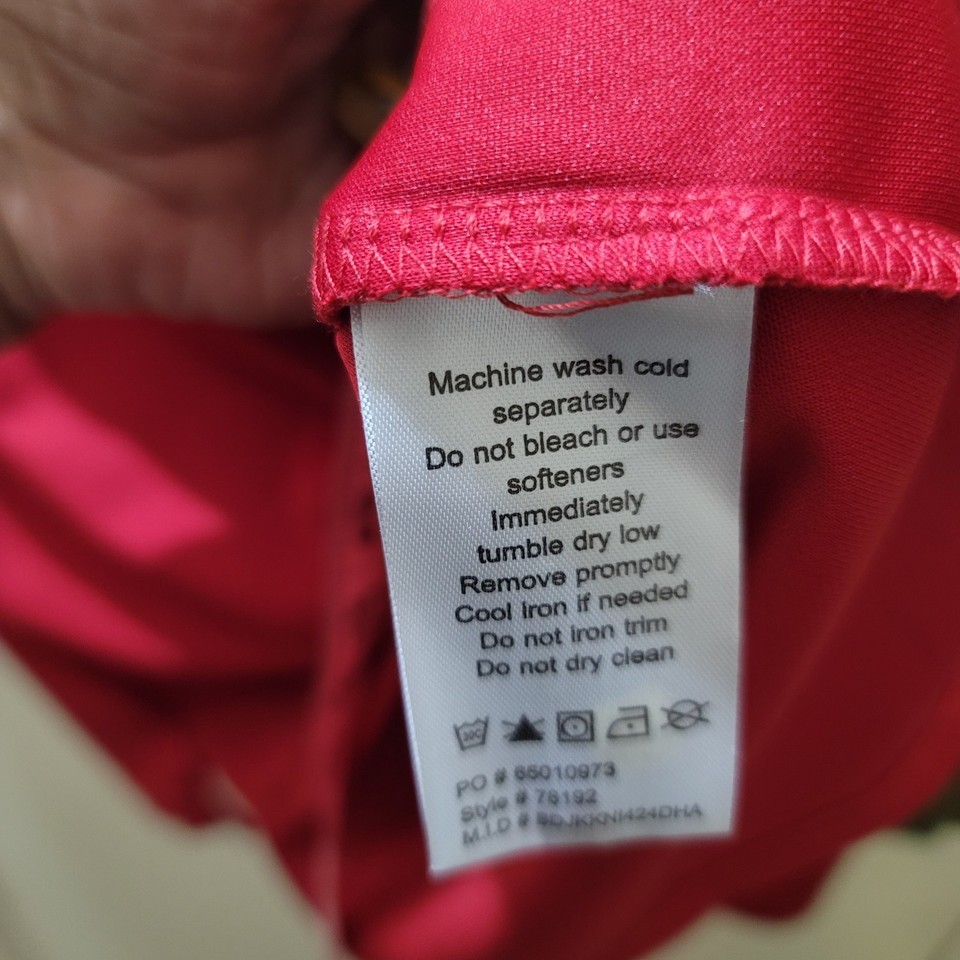 Machine wash cold
separately
Do not bleach or use
softeners
Immediately
tumble dry low
Remove promptly
Cool iron if needed
Do not iron trim
Do not dry clean
PO # 65010973
Style # 76192
M.I.D #